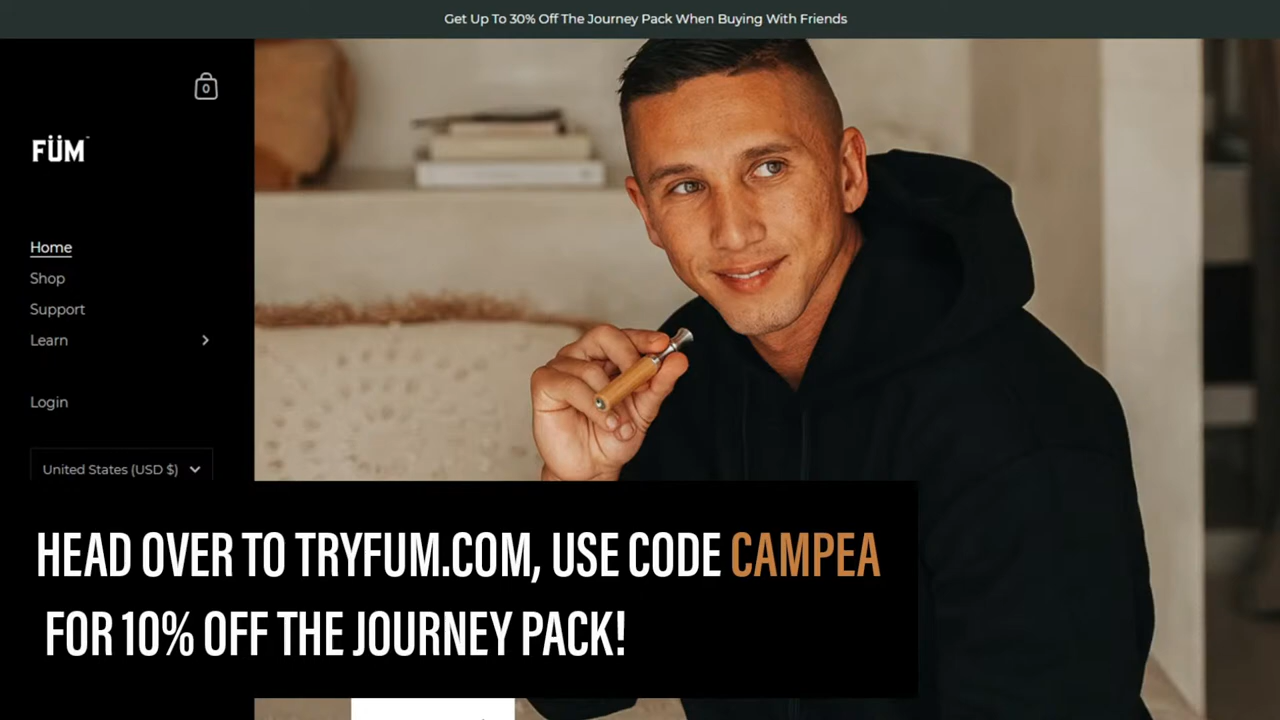 Get Up To 30% Off The Journey Pack When Buying With Friends
0
FÜM
Home
Shop
Support
Learn
Login
United States (USD $)
HEAD OVER TO TRYFUM.COM, USE CODE CAMPEA
FOR 10% OFF THE JOURNEY PACK!